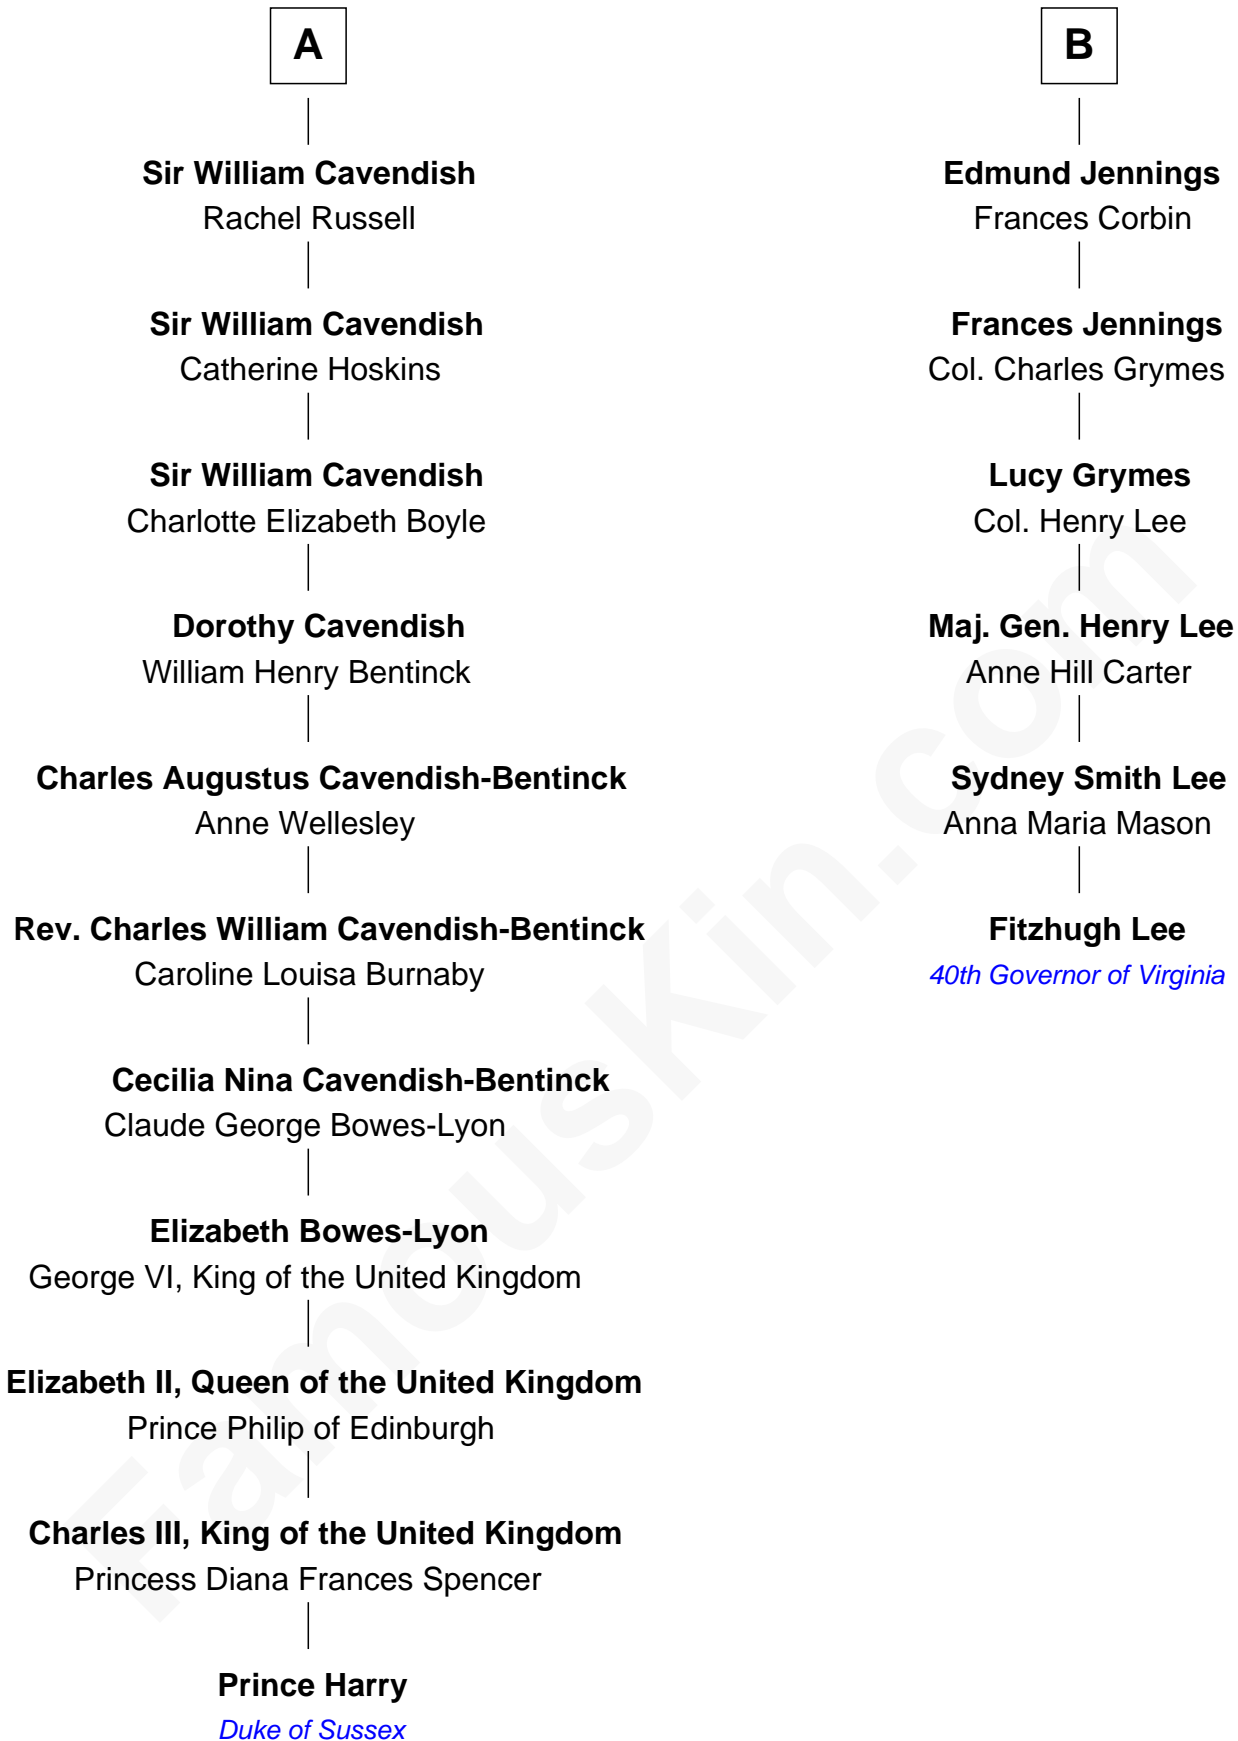 A
Sir William Cavendish
Rachel Russell
Sir William Cavendish
Catherine Hoskins
Sir William Cavendish
Charlotte Elizabeth Boyle
Dorothy Cavendish
William Henry Bentinck
Charles Augustus Cavendish-Bentinck
Anne Wellesley
Rev. Charles William Cavendish-Bentinck
Caroline Louisa Burnaby
Cecilia Nina Cavendish-Bentinck
Claude George Bowes-Lyon
Elizabeth Bowes-Lyon
George VI, King of the United Kingdom
Elizabeth II, Queen of the United Kingdom
Prince Philip of Edinburgh
Charles III, King of the United Kingdom
Princess Diana Frances Spencer
Prince Harry
Duke of Sussex
B
Edmund Jennings
Frances Corbin
Frances Jennings
Col. Charles Grymes
Lucy Grymes
Col. Henry Lee
Maj. Gen. Henry Lee
Anne Hill Carter
Sydney Smith Lee
Anna Maria Mason
Fitzhugh Lee
40th Governor of Virginia
FamousKin.com